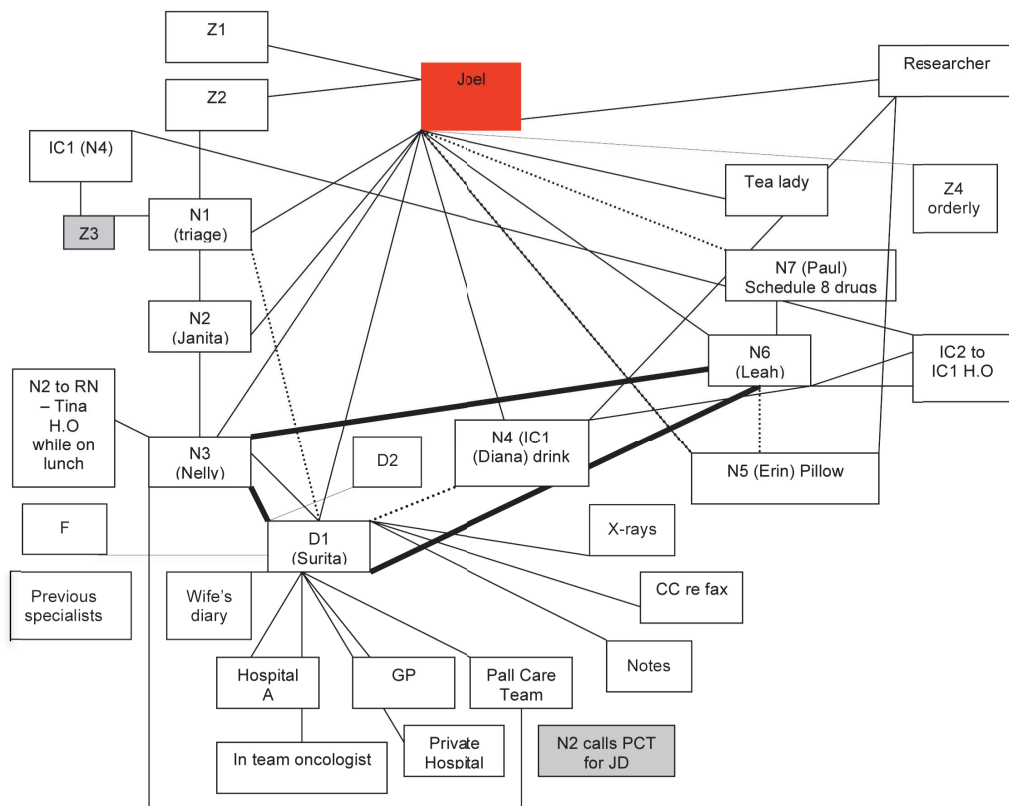 Z1
Joel
Researcher
Z2
IC1 (N4)
Tea lady
Z4
orderly
Z3
N1
(triage)
N7 (Paul)
Schedule 8 drugs
N2
(Janita)
N6
(Leah)
IC2 to
IC1 H.O
N2 to RN
– Tina
H.O
while on
lunch
N3
(Nelly)
D2
N4 (IC1
(Diana) drink
N5 (Erin) Pillow
F
D1
(Surita)
X-rays
Previous
specialists
Wife's
diary
CC re fax
Hospital
A
GP
Pall Care
Team
Notes
In team oncologist
Private
Hospital
N2 calls PCT
for JD